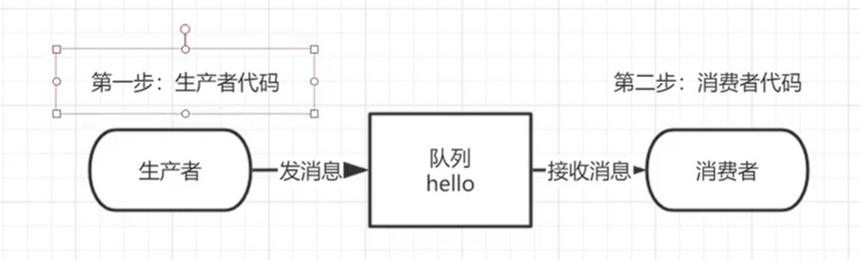 第一步：生产者代码
第二步：消费者代码
生产者
发消息
队列
hello
接收消息
消费者